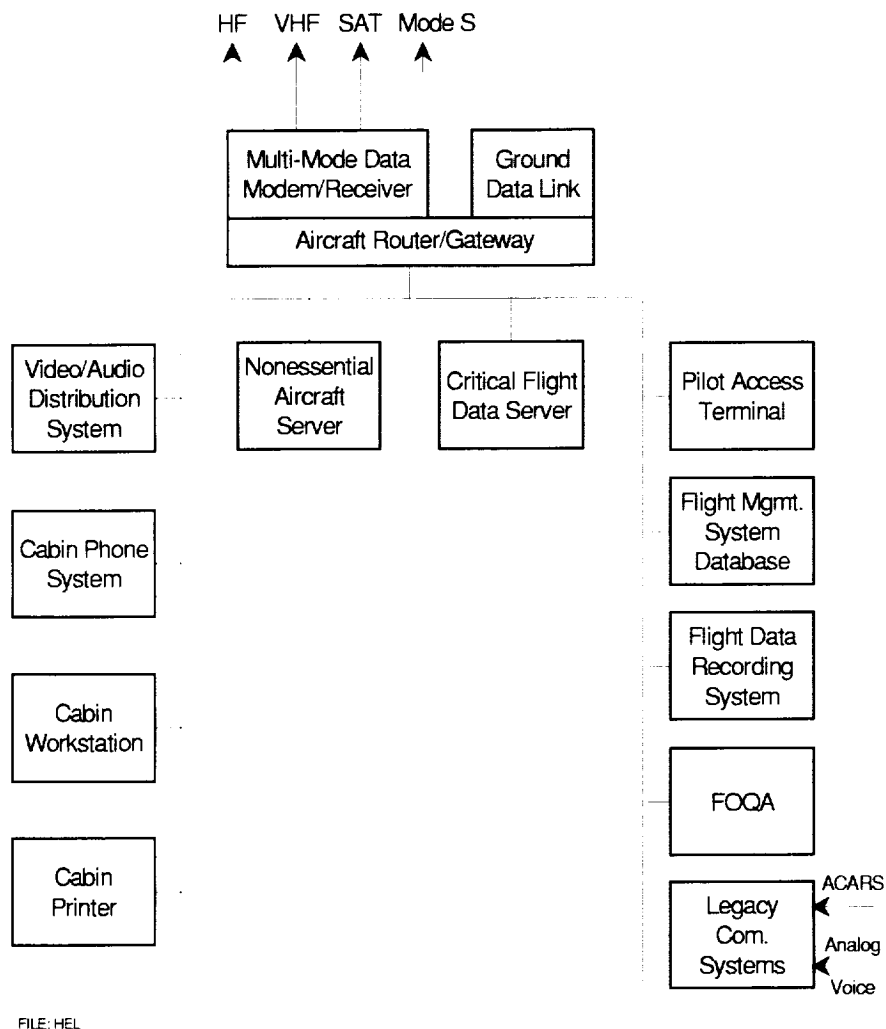 HF VHF SAT Mode S
Multi-Mode Data
Modem/Receiver
Ground
Data Link
Aircraft Router/Gateway
Video/Audio
Distribution
System
Nonessential
Aircraft
Server
Critical Flight
Data Server
Pilot Access
Terminal
Cabin Phone
System
Flight Mgmt.
System
Database
Cabin
Workstation
Flight Data
Recording
System
FOQA
Cabin
Printer
Legacy
Com.
Systems
ACARS
Analog
Voice
FILE: HEL